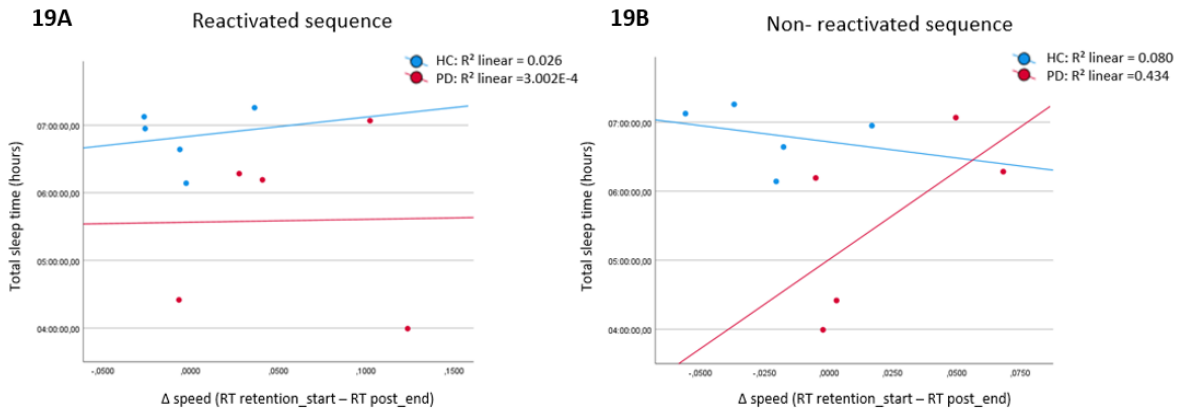 19A
Reactivated sequence
HC: R² linear = 0.026
PD: R² linear =3.002E-4
Total sleep time (hours)
07:00:00,00
06:00:00,00
05:00:00,00
04:00:00,00
-,0500
,0000
,0500
,1000
,1500
Δ speed (RT retention_start – RT post_end)
19B
Non- reactivated sequence
HC: R² linear = 0.080
PD: R² linear =0.434
Total sleep time (hours)
07:00:00,00
06:00:00,00
05:00:00,00
04:00:00,00
-,0500
-,0250
,0000
,0250
,0500
,0750
Δ speed (RT retention_start – RT post_end)